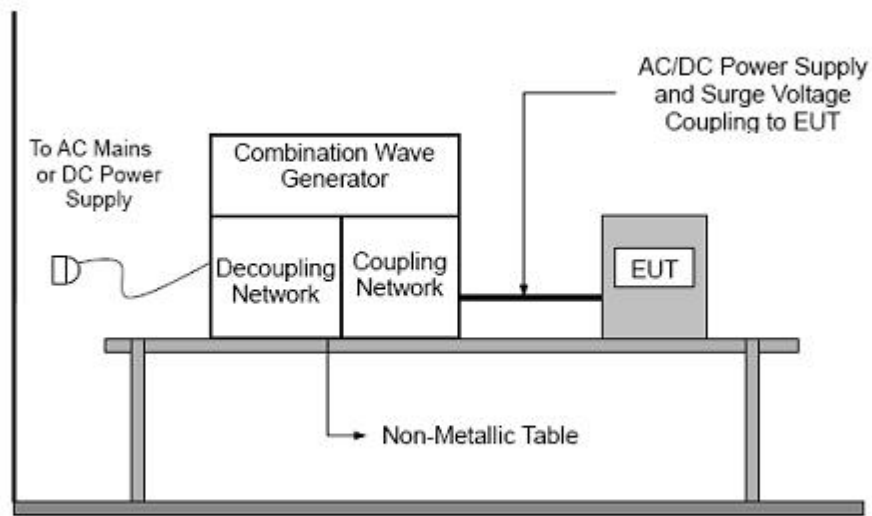 AC/DC Power Supply
and Surge Voltage
Coupling to EUT
To AC Mains
or DC Power
Supply
Combination Wave
Generator
Decoupling
Network
Coupling
Network
EUT
Non-Metallic Table